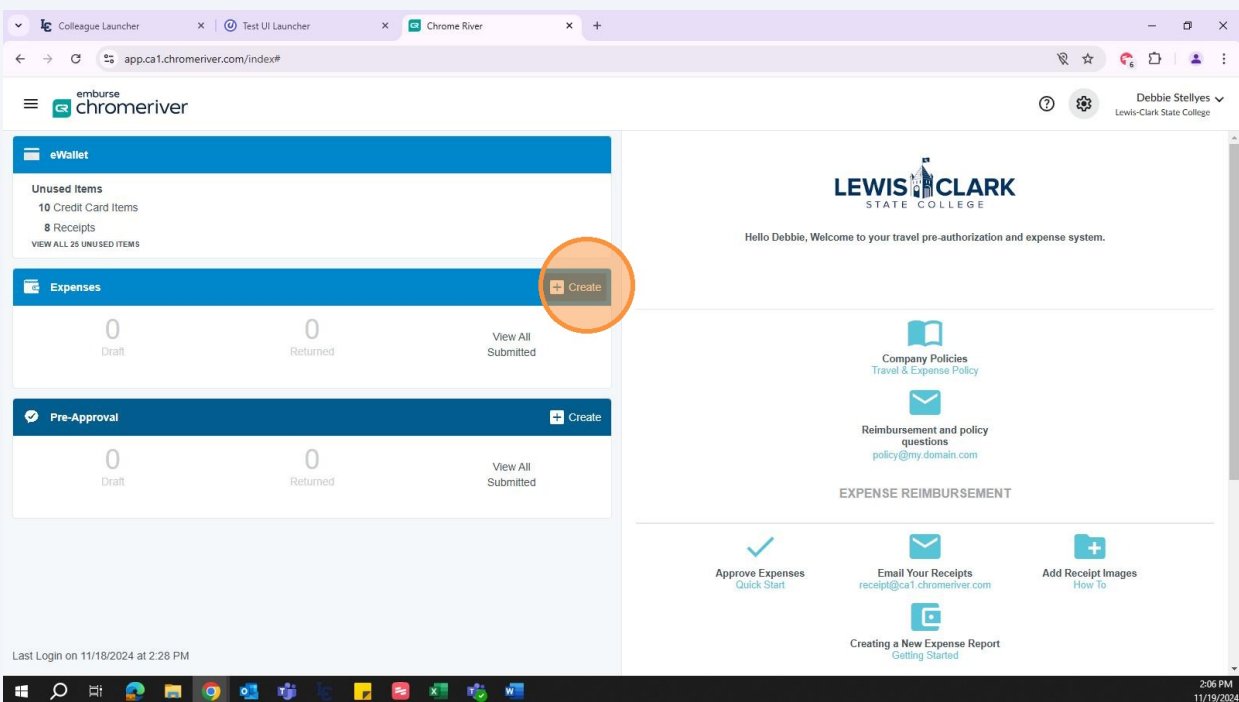 Colleague Launcher
Test UI Launcher
Chrome River
app.ca1.chromeriver.com/index#
6
emburse
chromeriver
Debbie Stellyes
Lewis-Clark State College
eWallet
Unused Items
10 Credit Card Items
8 Receipts
VIEW ALL 25 UNUSED ITEMS
Expenses
Create
0
Draft
0
Returned
View All
Submitted
Pre-Approval
Create
0
Draft
0
Returned
View All
Submitted
Last Login on 11/18/2024 at 2:28 PM
LEWIS CLARK
STATE COLLEGE
Hello Debbie, Welcome to your travel pre-authorization and expense system.
Company Policies
Travel & Expense Policy
Reimbursement and policy
questions
policy@my.domain.com
EXPENSE REIMBURSEMENT
Approve Expenses
Quick Start
Email Your Receipts
receipt@ca1.chromeriver.com
Add Receipt Images
How To
Creating a New Expense Report
Getting Started
2:06 PM
11/19/2024